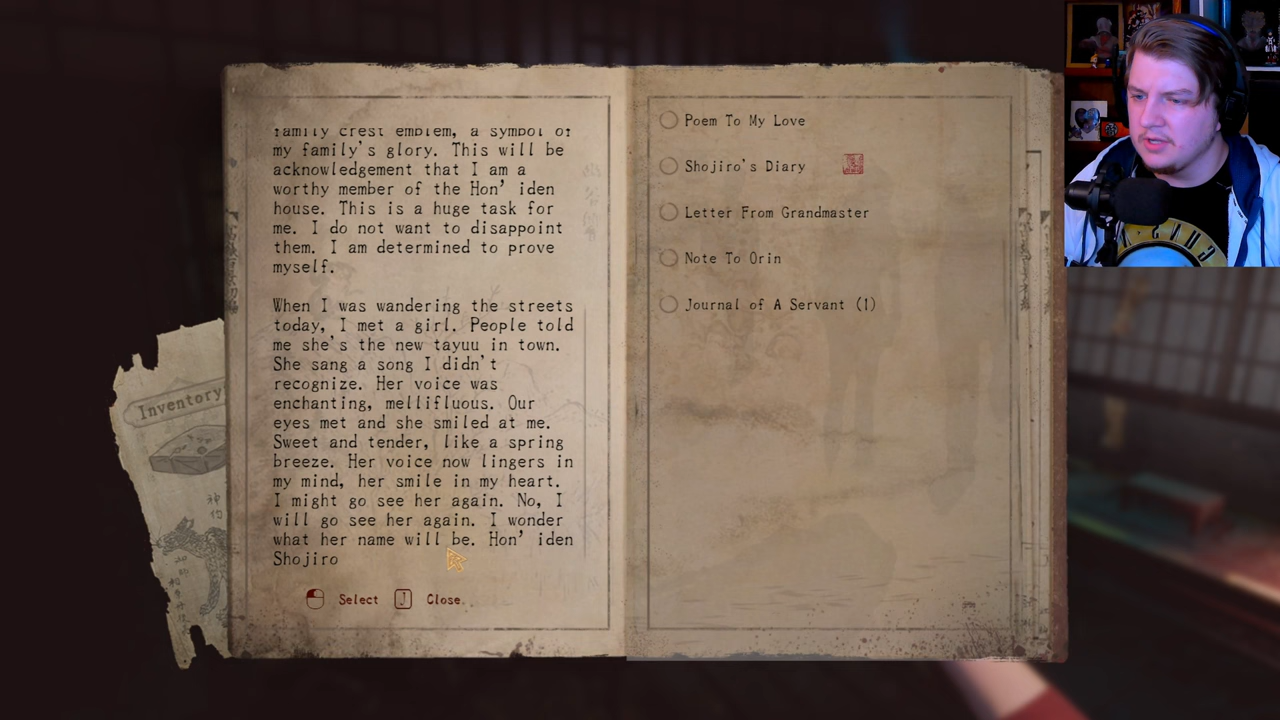 family crest emblem, a symbol of
my family's glory. This will be
acknowledgement that I am a
worthy member of the Hon' iden
house. This is a huge task for
me. I do not want to disappoint
them. I am determined to prove
myself.
When I was wandering the streets
today, I met a girl. People told
me she's the new tayuu in town.
She sang a song I didn't
recognize. Her voice was
enchanting, mellifluous. Our
eyes met and she smiled at me.
Sweet and tender, like a spring
breeze. Her voice now lingers in
my mind, her smile in my heart.
I might go see her again. No, I
will go see her again. I wonder
what her name will be. Hon' iden
Shojiro
Select J Close
Poem To My Love
Shojiro's Diary
Letter From Grandmaster
Note To Orin
Journal of A Servant (1)
Inventory